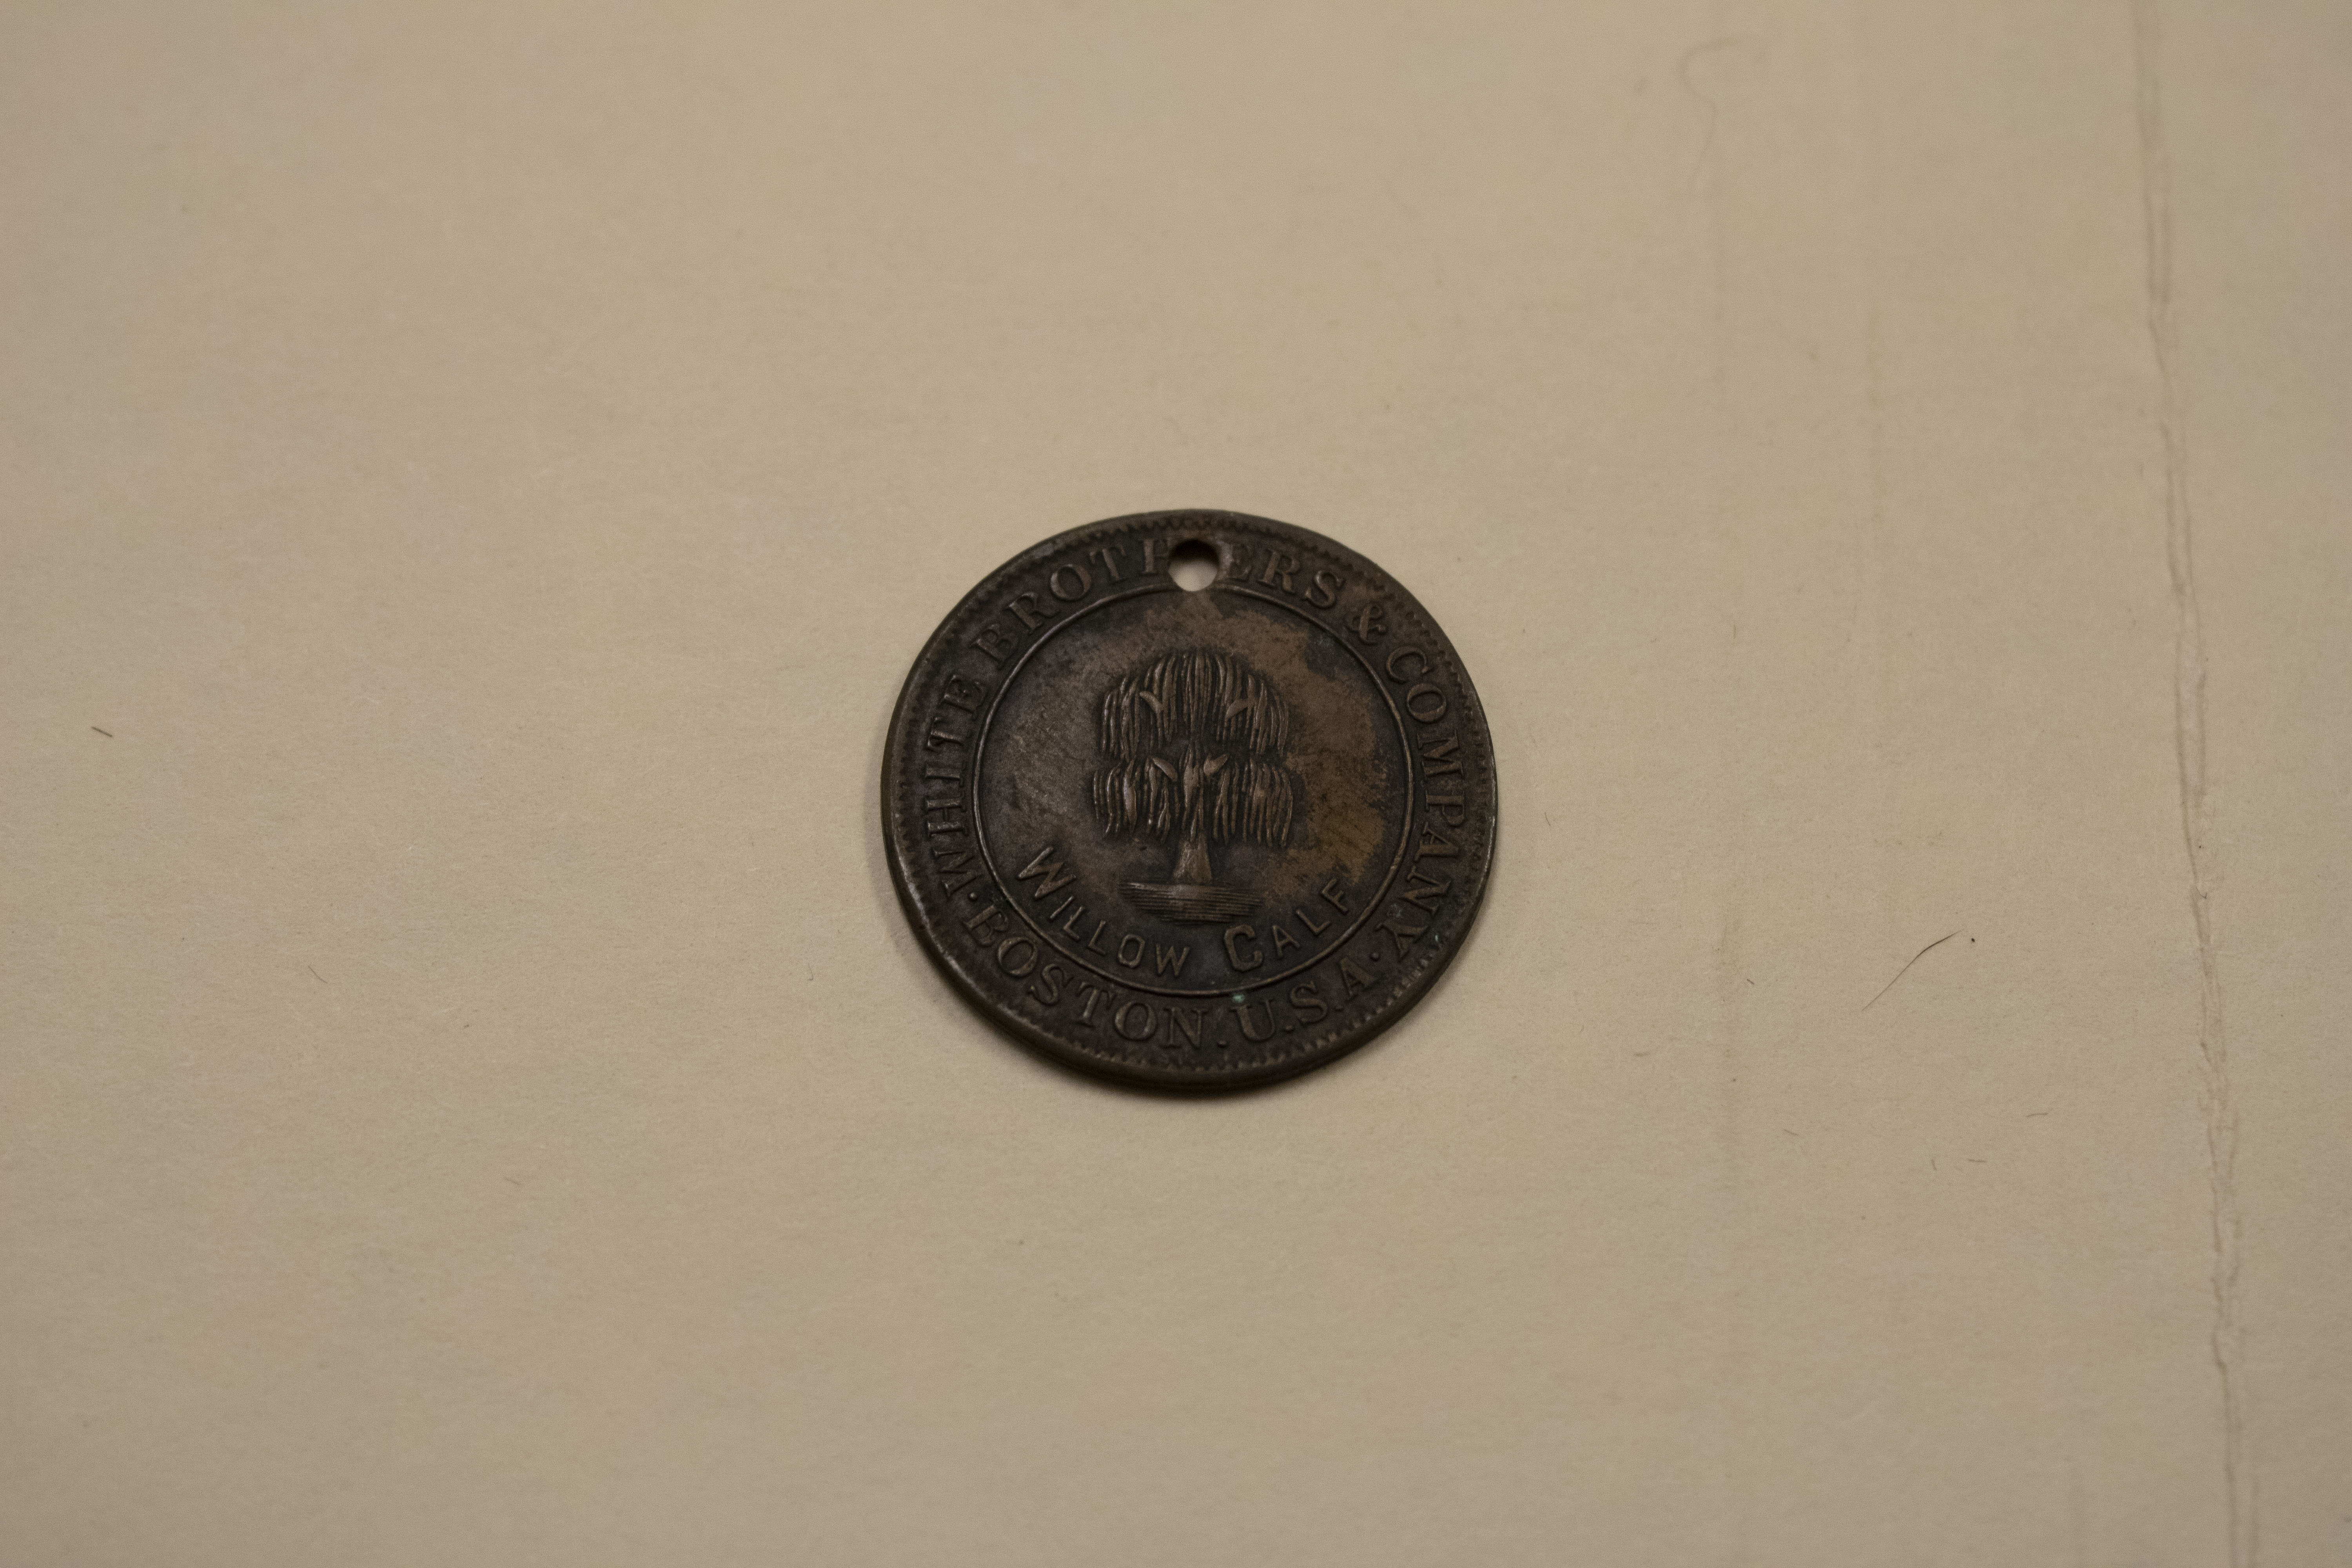 WHITE BROTHERS & COMPANY
· BOSTON. U.S.A ·
WILLOW CALF